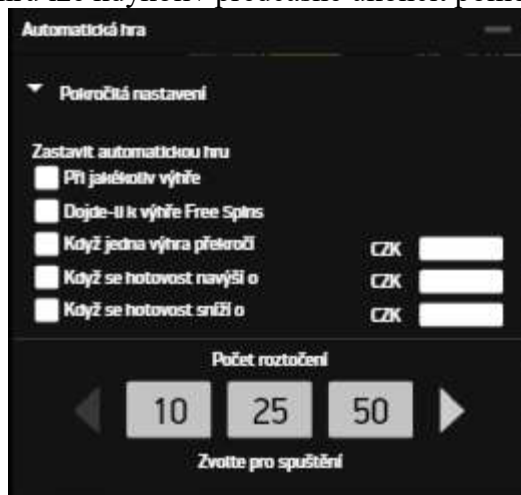 Automatická hra
Pokročitá nastavení
Zastavit automatickou hru
Při jakékoliv výhře
Dojde-li k výhře Free Spins
Když jedna výhra překročí CZK
Když se hotovost navýší o CZK
Když se hotovost sníží o CZK
Počet roztočení
10 25 50
Zvolte pro spuštění